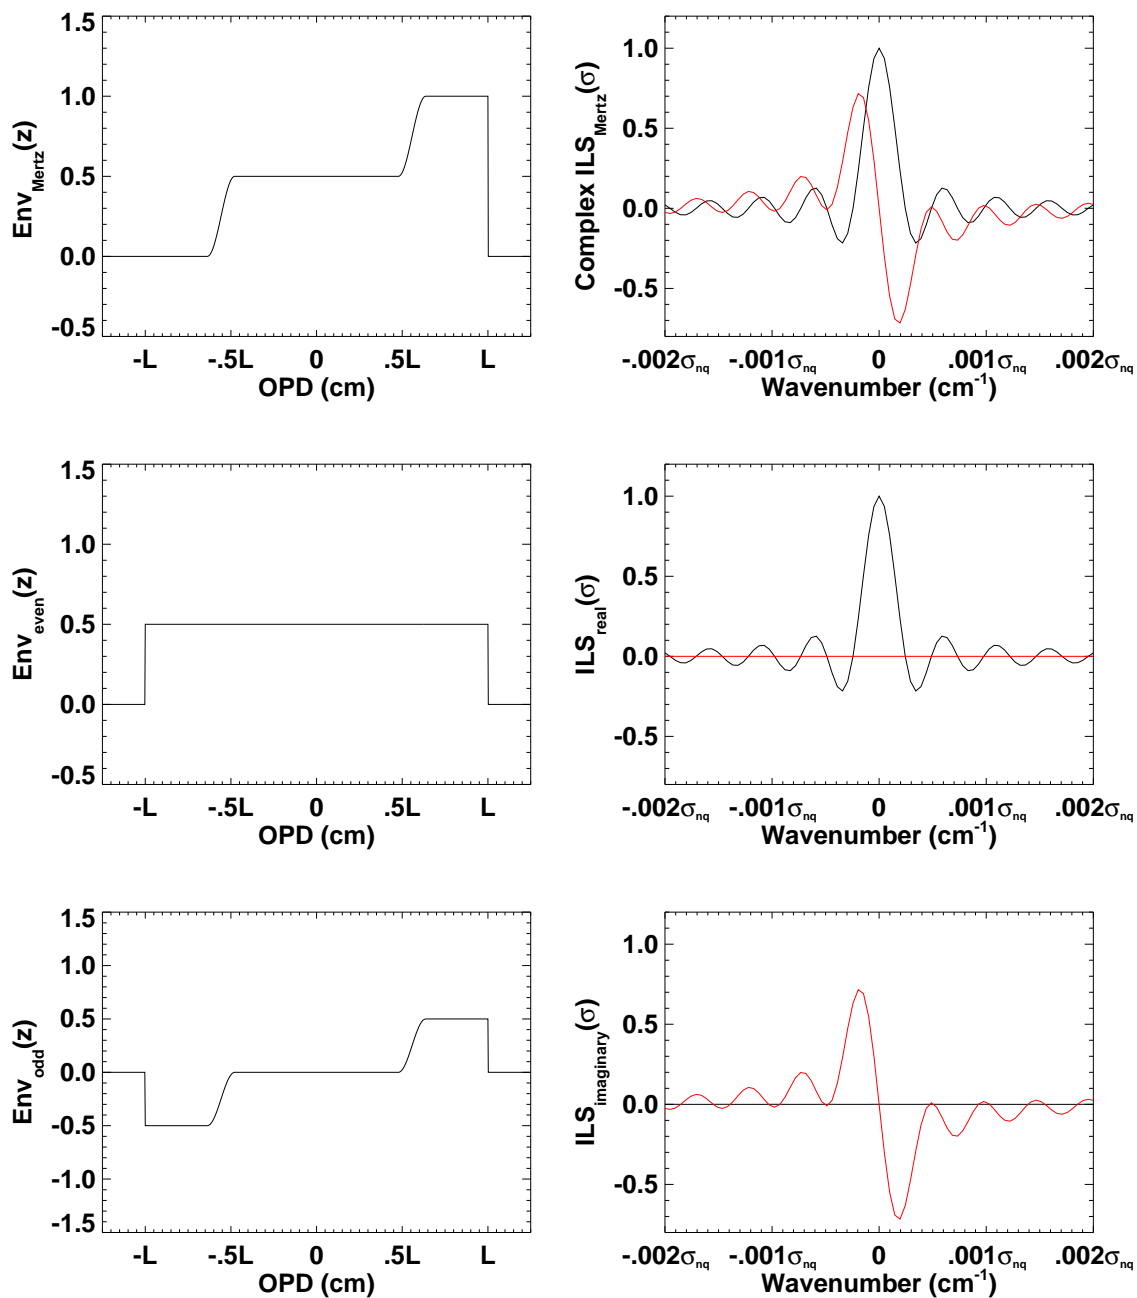 Env_Mertz(z)
1.5
1.0
0.5
0.0
-0.5
-L -.5L 0 .5L L
OPD (cm)
Complex ILS_Mertz(σ)
1.0
0.5
0.0
-0.5
-.002σ_nq -.001σ_nq 0 .001σ_nq .002σ_nq
Wavenumber (cm⁻¹)
Env_even(z)
1.5
1.0
0.5
0.0
-0.5
-L -.5L 0 .5L L
OPD (cm)
ILS_real(σ)
1.0
0.5
0.0
-0.5
-.002σ_nq -.001σ_nq 0 .001σ_nq .002σ_nq
Wavenumber (cm⁻¹)
Env_odd(z)
1.5
1.0
0.5
0.0
-0.5
-1.0
-1.5
-L -.5L 0 .5L L
OPD (cm)
ILS_imaginary(σ)
1.0
0.5
0.0
-0.5
-.002σ_nq -.001σ_nq 0 .001σ_nq .002σ_nq
Wavenumber (cm⁻¹)